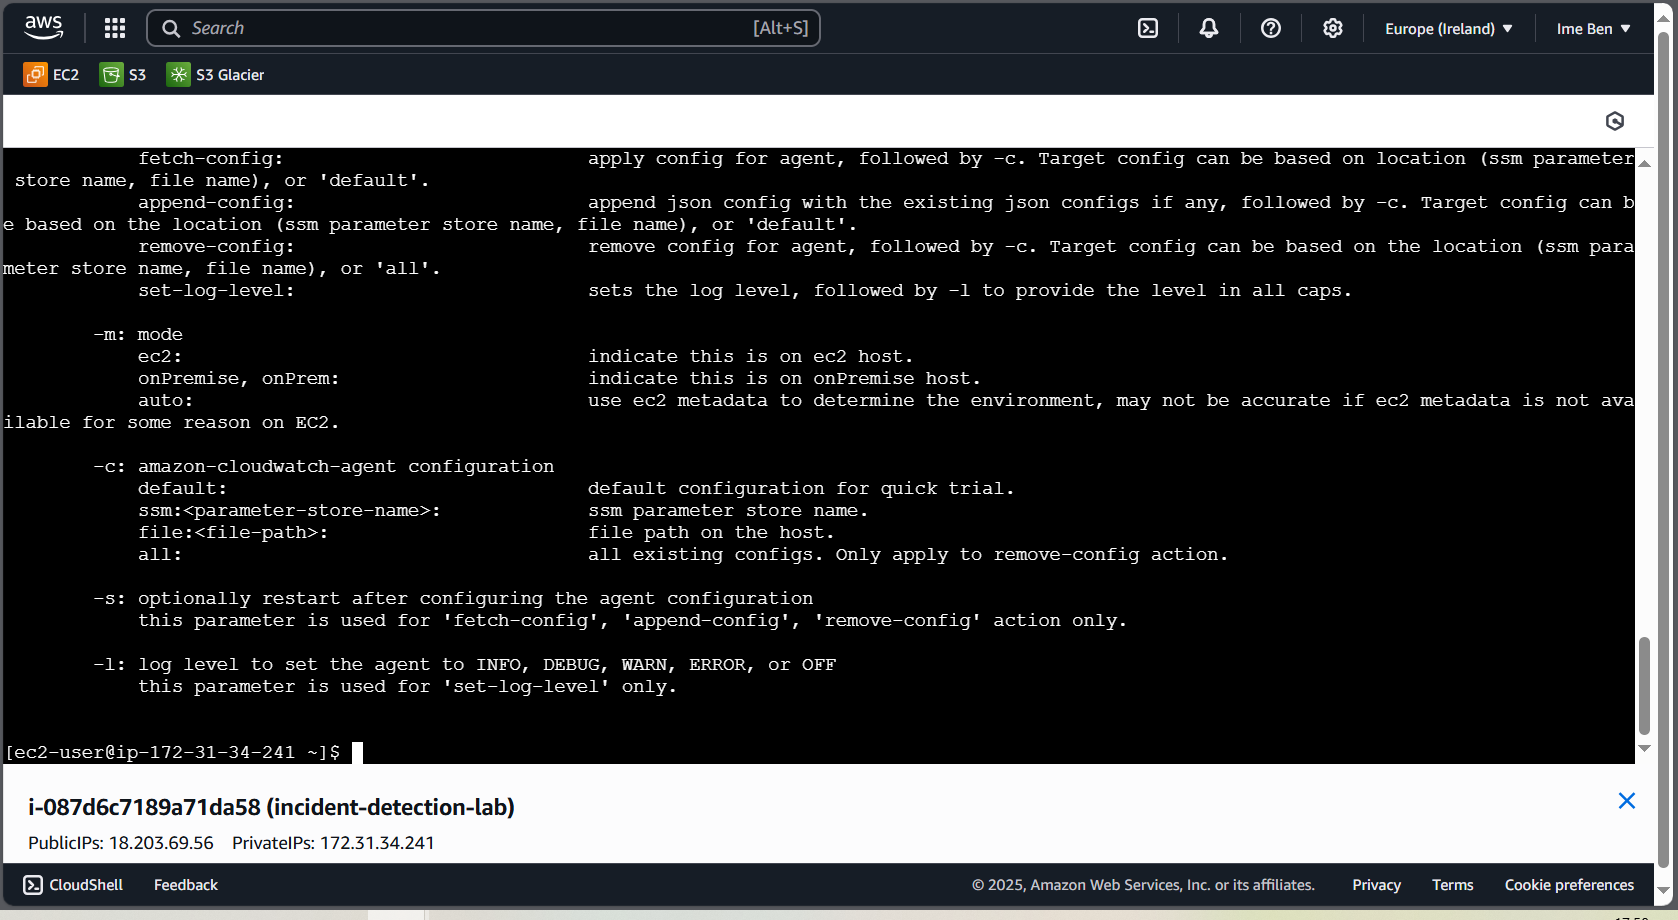 aws
Search [Alt+S]
Europe (Ireland) ▼
Ime Ben ▼
EC2
S3
S3 Glacier
fetch-config: apply config for agent, followed by -c. Target config can be based on location (ssm parameter
store name, file name), or 'default'.
append-config: append json config with the existing json configs if any, followed by -c. Target config can b
e based on the location (ssm parameter store name, file name), or 'default'.
remove-config: remove config for agent, followed by -c. Target config can be based on the location (ssm para
meter store name, file name), or 'all'.
set-log-level: sets the log level, followed by -l to provide the level in all caps.
-m: mode
ec2: indicate this is on ec2 host.
onPremise, onPrem: indicate this is on onPremise host.
auto: use ec2 metadata to determine the environment, may not be accurate if ec2 metadata is not ava
ilable for some reason on EC2.
-c: amazon-cloudwatch-agent configuration
default: default configuration for quick trial.
ssm:<parameter-store-name>: ssm parameter store name.
file:<file-path>: file path on the host.
all: all existing configs. Only apply to remove-config action.
-s: optionally restart after configuring the agent configuration
this parameter is used for 'fetch-config', 'append-config', 'remove-config' action only.
-l: log level to set the agent to INFO, DEBUG, WARN, ERROR, or OFF
this parameter is used for 'set-log-level' only.
[ec2-user@ip-172-31-34-241 ~]$
i-087d6c7189a71da58 (incident-detection-lab)
PublicIPs: 18.203.69.56 PrivateIPs: 172.31.34.241
CloudShell Feedback © 2025, Amazon Web Services, Inc. or its affiliates. Privacy Terms Cookie preferences